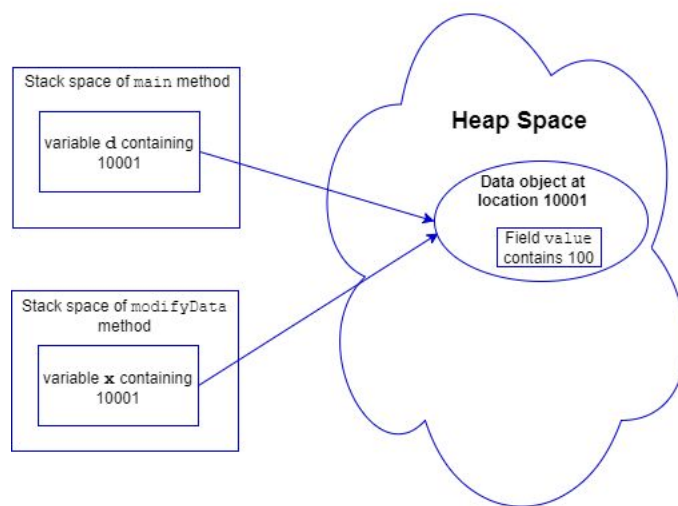 Stack space of main method
variable d containing
10001
Heap Space
Data object at
location 10001
Field value
contains 100
Stack space of modifyData
method
variable x containing
10001